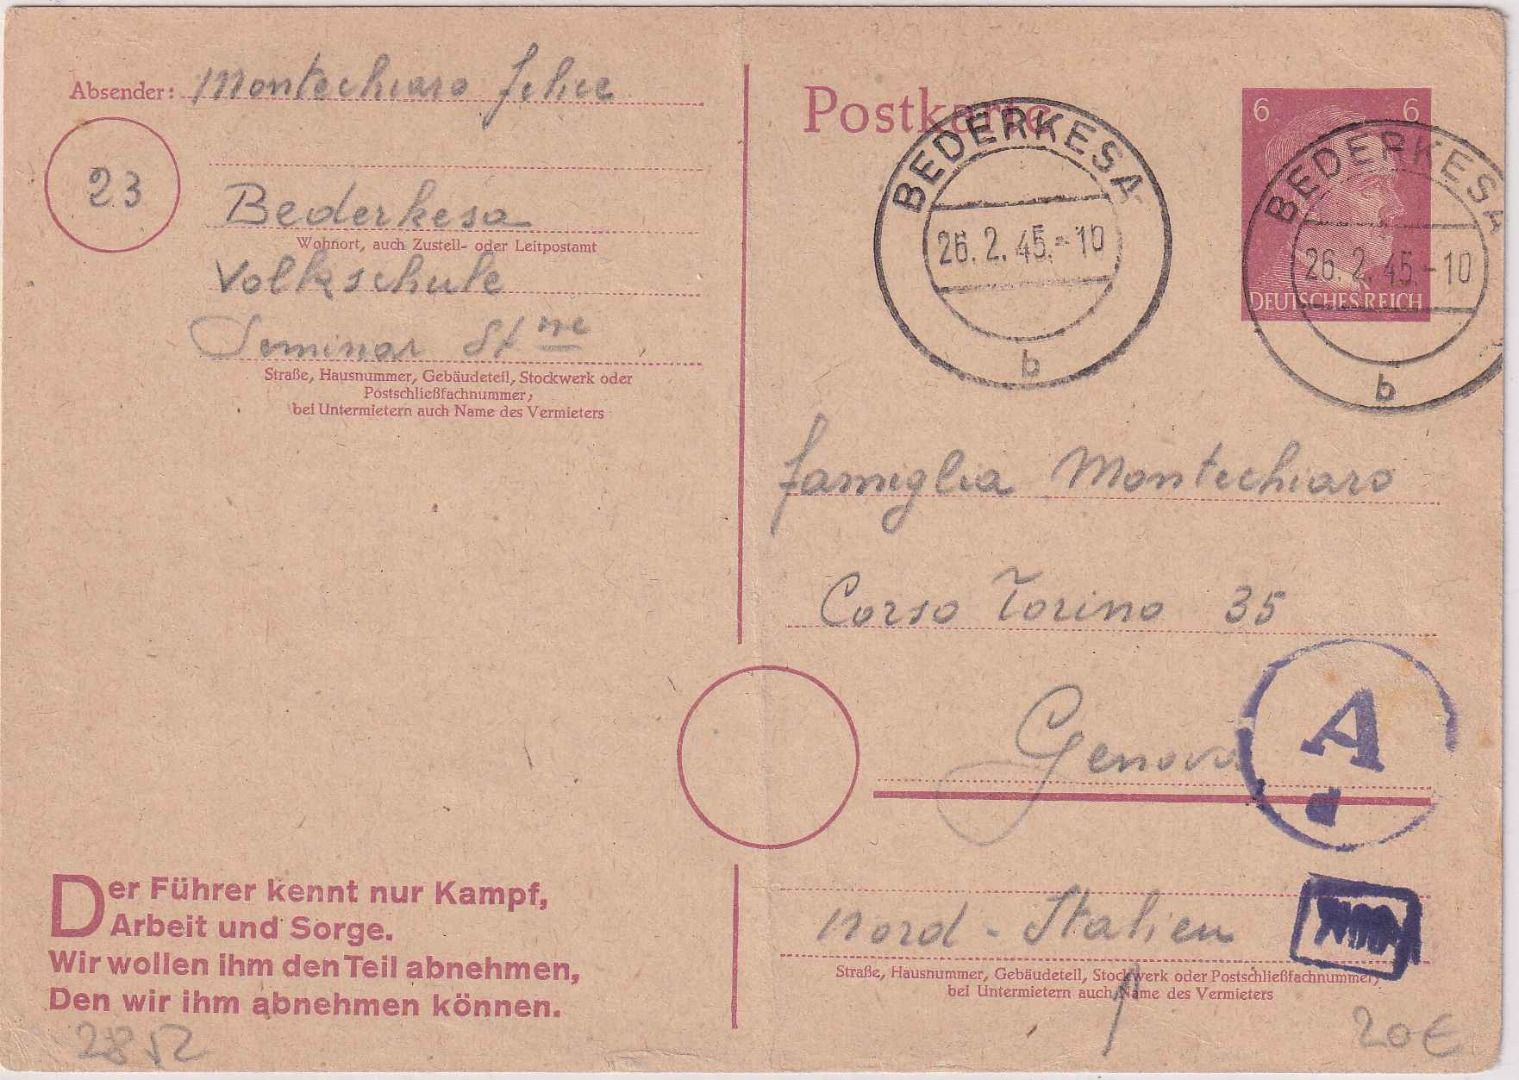 Absender: Montechiaro Felice
23
Bederkesa
Wohnort, auch Zustell- oder Leitpostamt
Volkschule
Seminar Stne
Straße, Hausnummer, Gebäudeteil, Stockwerk oder
Postschließfachnummer,
bei Untermietern auch Name des Vermieters
Der Führer kennt nur Kampf,
Arbeit und Sorge.
Wir wollen ihm den Teil abnehmen,
Den wir ihm abnehmen können.
Postkarte
BEDERKESA
26. 2. 45.-10
b
6 6
DEUTSCHES REICH
BEDERKESA
26. 2. 45-10
b
famiglia Montechiaro
Corso Torino 35
Genova
A
d
Nord-Italien
Straße, Hausnummer, Gebäudeteil, Stockwerk oder Postschließfachnummer,
bei Untermietern auch Name des Vermieters
20€